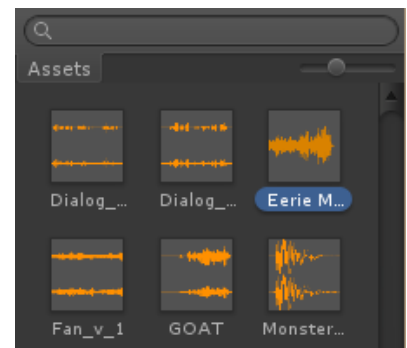 Assets
Dialog_... Dialog_... Eerie M...
Fan_v_1 GOAT Monster...